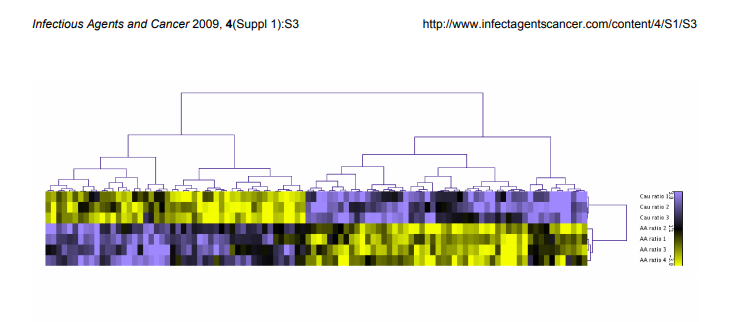 Infectious Agents and Cancer 2009, 4(Suppl 1):S3
http://www.infectagentscancer.com/content/4/S1/S3
Cau ratio 1
Cau ratio 2
Cau ratio 3
AA ratio 2
AA ratio 1
AA ratio 3
AA ratio 4